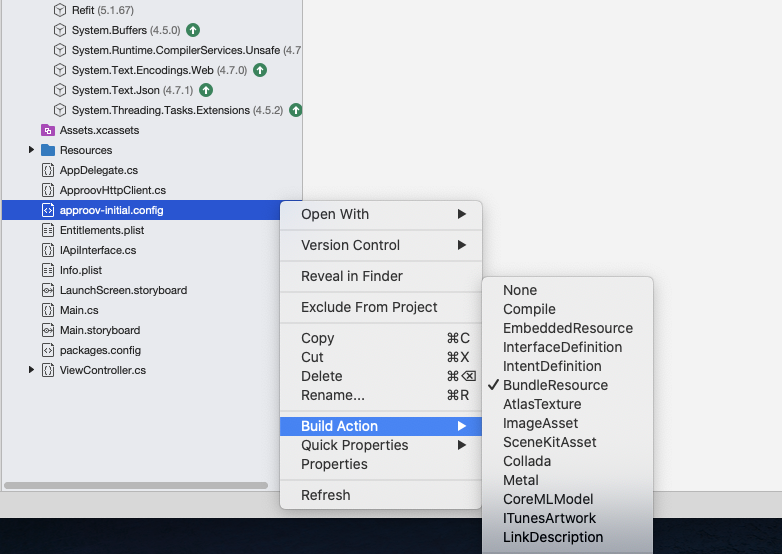 Refit (5.1.67)
System.Buffers (4.5.0)
System.Runtime.CompilerServices.Unsafe (4.7
System.Text.Encodings.Web (4.7.0)
System.Text.Json (4.7.1)
System.Threading.Tasks.Extensions (4.5.2)
Assets.xcassets
Resources
AppDelegate.cs
ApproovHttpClient.cs
approov-initial.config
Entitlements.plist
IApiInterface.cs
Info.plist
LaunchScreen.storyboard
Main.cs
Main.storyboard
packages.config
ViewController.cs
Open With
Version Control
Reveal in Finder
Exclude From Project
Copy ⌘C
Cut ⌘X
Delete ⌘⌫
Rename... ⌘R
Build Action
Quick Properties
Properties
Refresh
None
Compile
EmbeddedResource
InterfaceDefinition
IntentDefinition
BundleResource
AtlasTexture
ImageAsset
SceneKitAsset
Collada
Metal
CoreMLModel
ITunesArtwork
LinkDescription